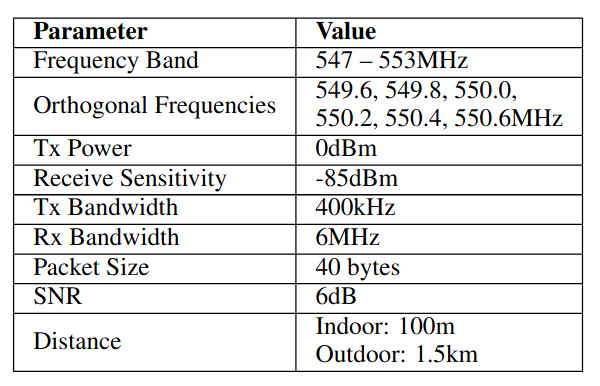 Parameter Value
Frequency Band 547 – 553MHz
Orthogonal Frequencies 549.6, 549.8, 550.0,
550.2, 550.4, 550.6MHz
Tx Power 0dBm
Receive Sensitivity -85dBm
Tx Bandwidth 400kHz
Rx Bandwidth 6MHz
Packet Size 40 bytes
SNR 6dB
Distance Indoor: 100m
Outdoor: 1.5km